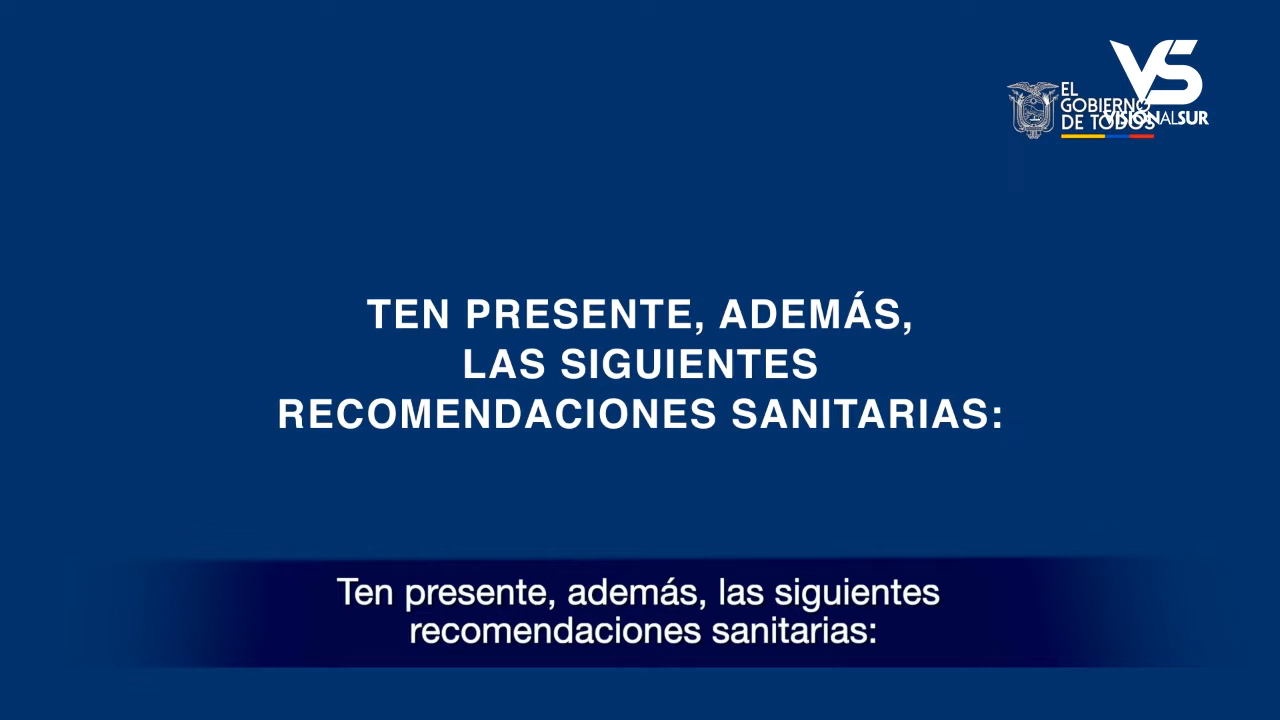 VS
EL
GOBIERNO
DE TODOS
VISIONALSUR
TEN PRESENTE, ADEMÁS,
LAS SIGUIENTES
RECOMENDACIONES SANITARIAS:
Ten presente, además, las siguientes
recomendaciones sanitarias: